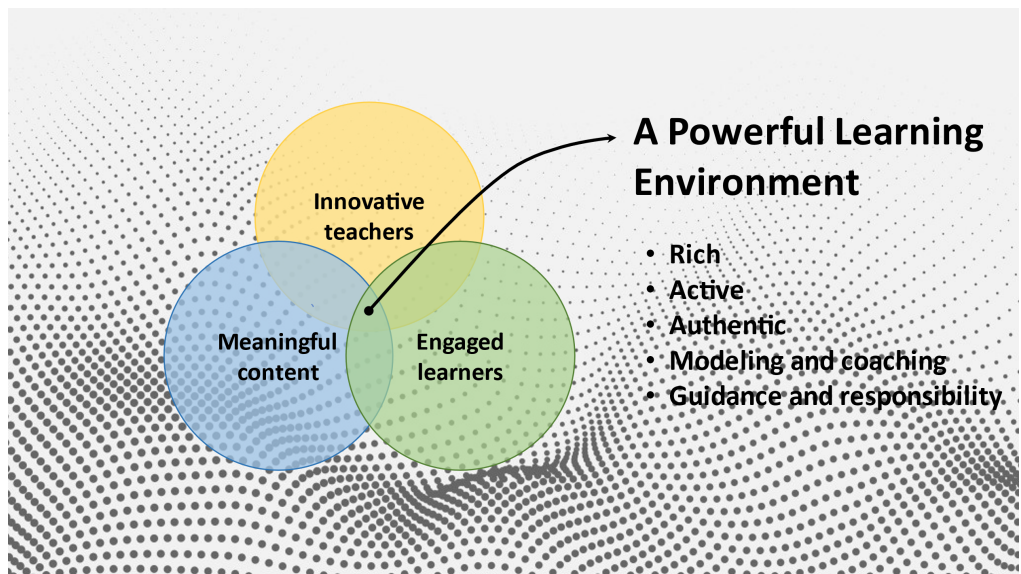 Innovative
teachers
Meaningful
content
Engaged
learners
A Powerful Learning
Environment
• Rich
• Active
• Authentic
• Modeling and coaching
• Guidance and responsibility